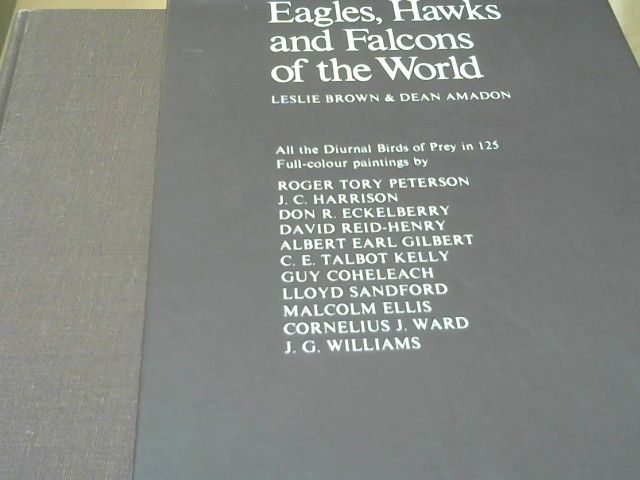 Eagles, Hawks
and Falcons
of the World
LESLIE BROWN & DEAN AMADON
All the Diurnal Birds of Prey in 125
Full-colour paintings by
ROGER TORY PETERSON
J. C. HARRISON
DON R. ECKELBERRY
DAVID REID-HENRY
ALBERT EARL GILBERT
C. E. TALBOT KELLY
GUY COHELEACH
LLOYD SANDFORD
MALCOLM ELLIS
CORNELIUS J. WARD
J. G. WILLIAMS